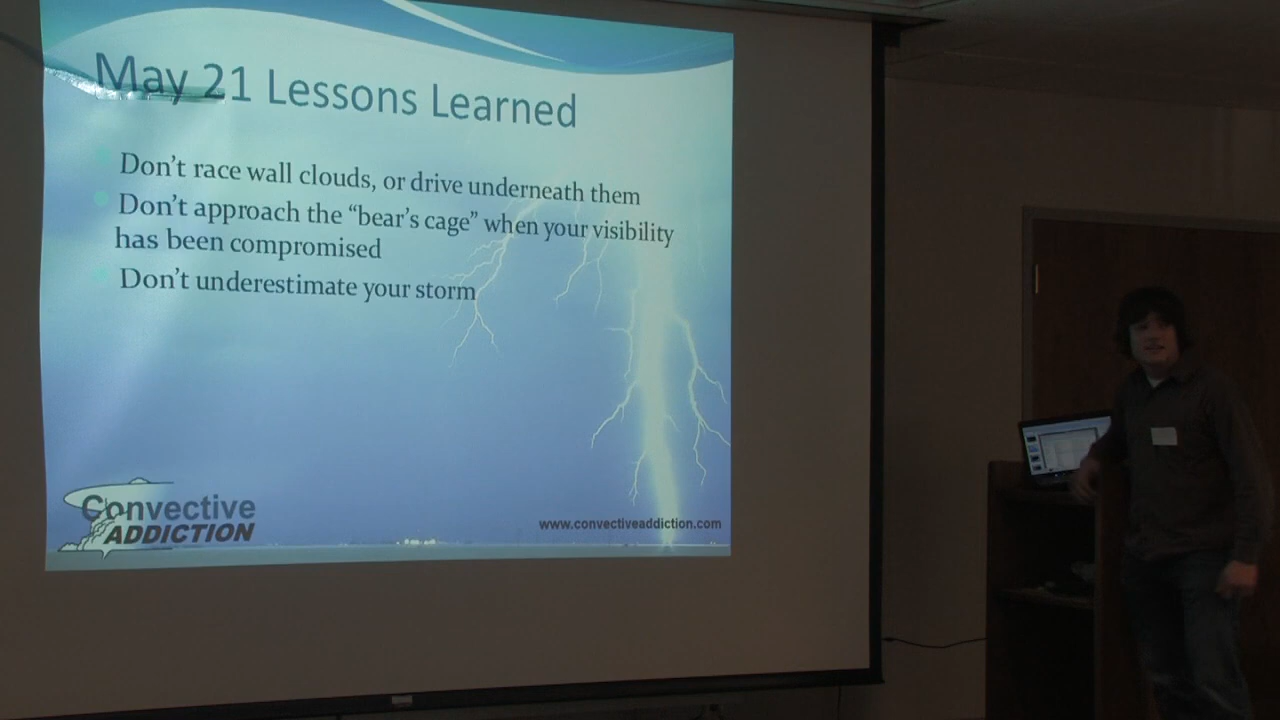 May 21 Lessons Learned
Don't race wall clouds, or drive underneath them
Don't approach the “bear's cage” when your visibility
has been compromised
Don't underestimate your storm
Convective
ADDICTION
www.convectiveaddiction.com